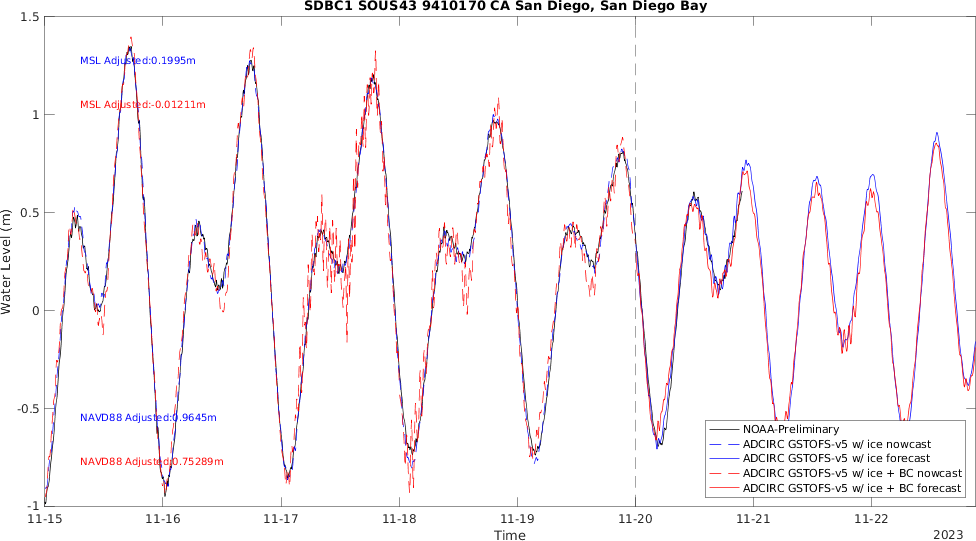 SDBC1 SOUS43 9410170 CA San Diego, San Diego Bay
1.5
MSL Adjusted:0.1995m
MSL Adjusted:-0.01211m
1
0.5
Water Level (m)
0
-0.5
NAVD88 Adjusted:0.9645m
NAVD88 Adjusted:0.75289m
-1
NOAA-Preliminary
ADCIRC GSTOFS-v5 w/ ice nowcast
ADCIRC GSTOFS-v5 w/ ice forecast
ADCIRC GSTOFS-v5 w/ ice + BC nowcast
ADCIRC GSTOFS-v5 w/ ice + BC forecast
11-15 11-16 11-17 11-18 11-19 11-20 11-21 11-22
Time
2023